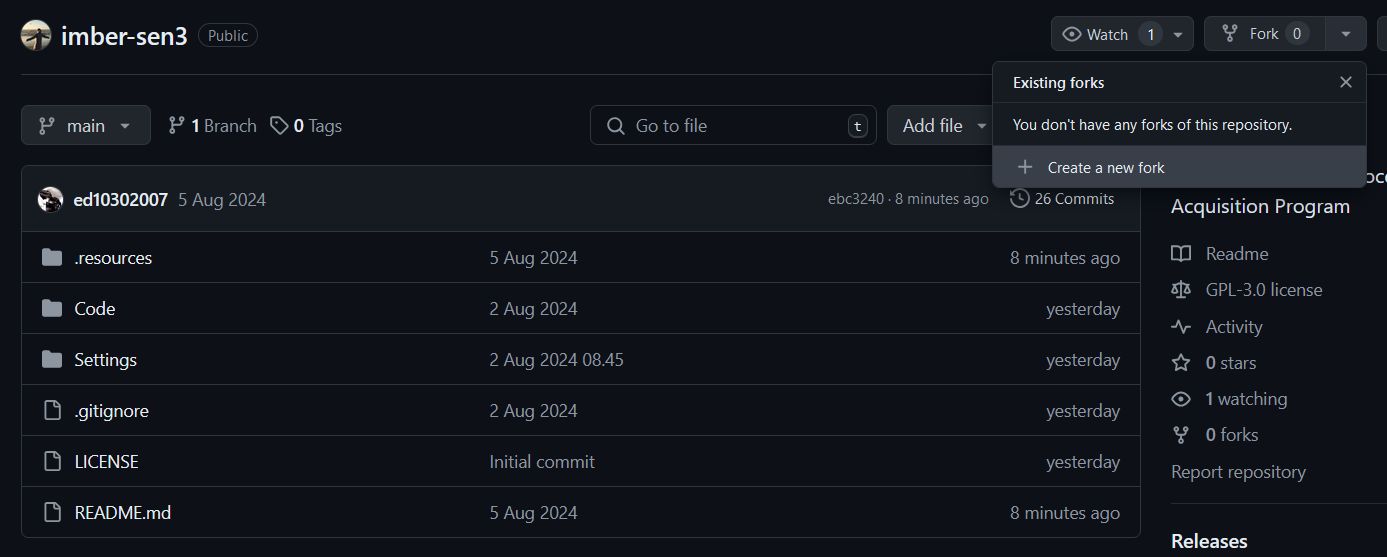 imber-sen3 Public
Watch 1
Fork 0
Existing forks
You don't have any forks of this repository.
Create a new fork
main
1 Branch
0 Tags
Go to file
t
Add file
ed10302007 5 Aug 2024
ebc3240 · 8 minutes ago
26 Commits
.resources 5 Aug 2024 8 minutes ago
Code 2 Aug 2024 yesterday
Settings 2 Aug 2024 08.45 yesterday
.gitignore 2 Aug 2024 yesterday
LICENSE Initial commit yesterday
README.md 5 Aug 2024 8 minutes ago
Acquisition Program
Readme
GPL-3.0 license
Activity
0 stars
1 watching
0 forks
Report repository
Releases